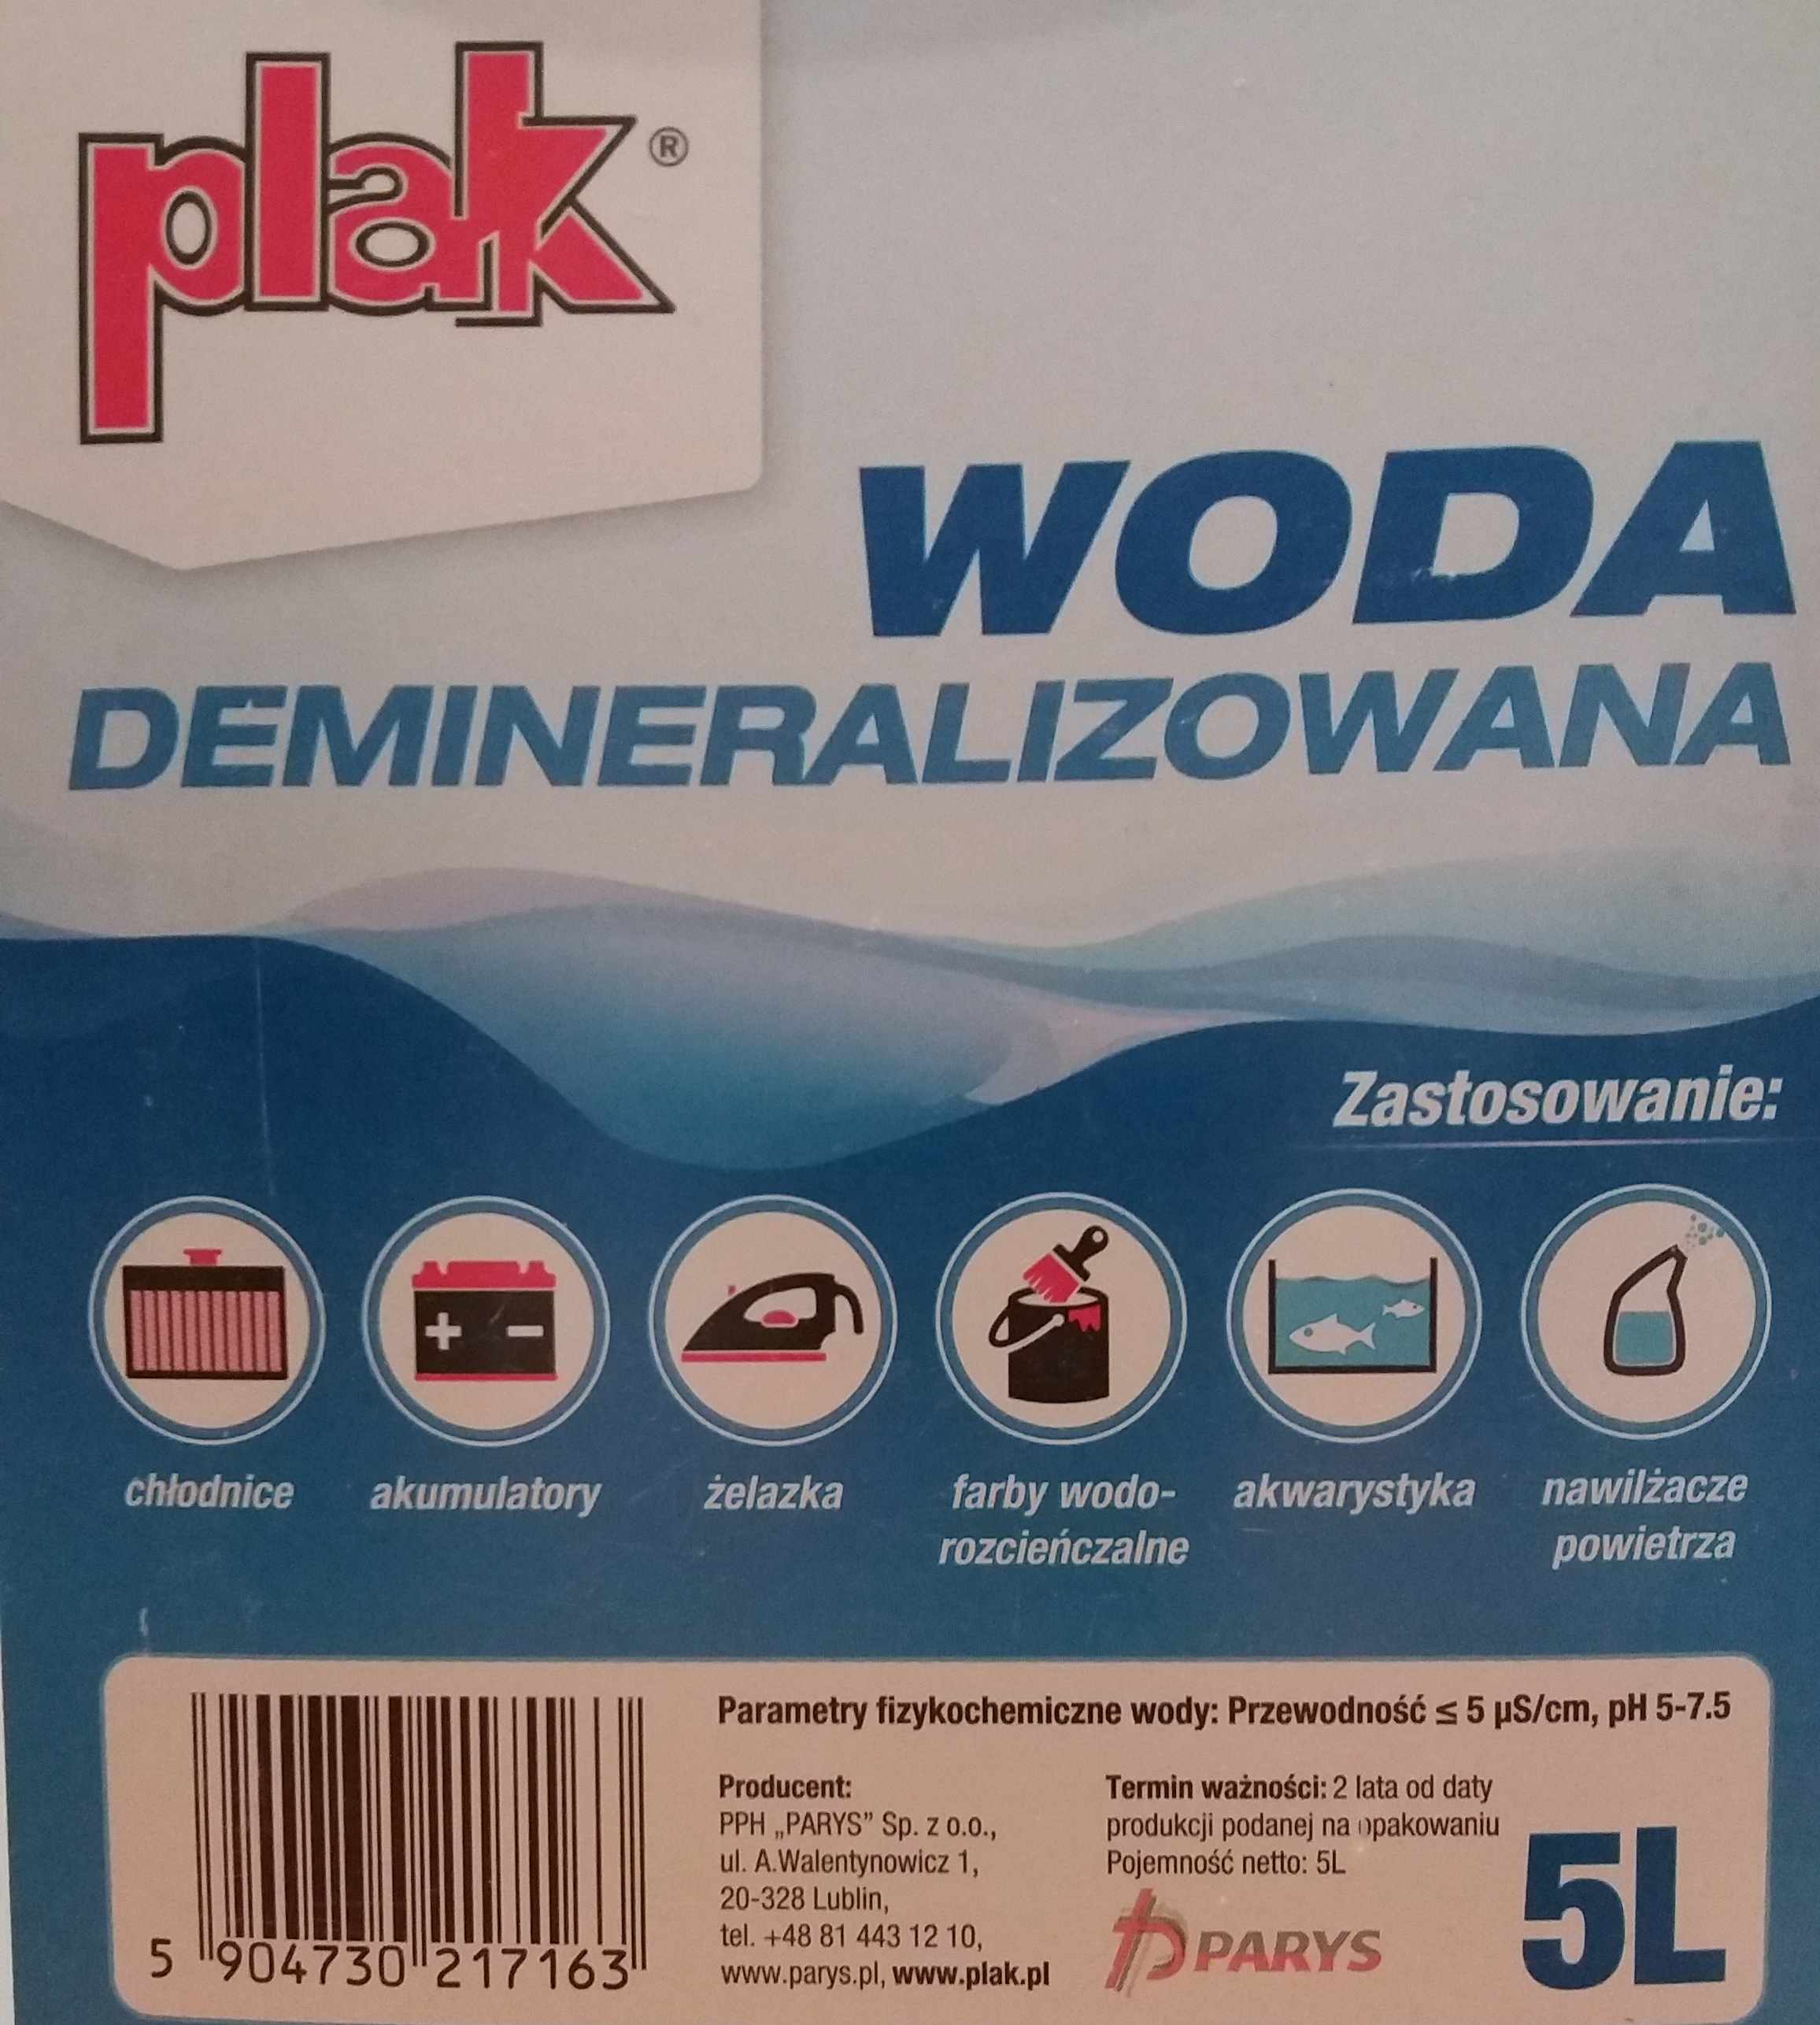 plak®
WODA
DEMINERALIZOWANA
Zastosowanie:
+ −
chłodnice
akumulatory
żelazka
farby wodo-
rozcieńczalne
akwarystyka
nawilżacze
powietrza
Parametry fizykochemiczne wody: Przewodność ≤ 5 µS/cm, pH 5-7.5
Producent:
PPH „PARYS” Sp. z o.o.,
ul. A.Walentynowicz 1,
20-328 Lublin,
tel. +48 81 443 12 10,
www.parys.pl, www.plak.pl
Termin ważności: 2 lata od daty
produkcji podanej na opakowaniu
Pojemność netto: 5L
PARYS
5L
5 904730 217163